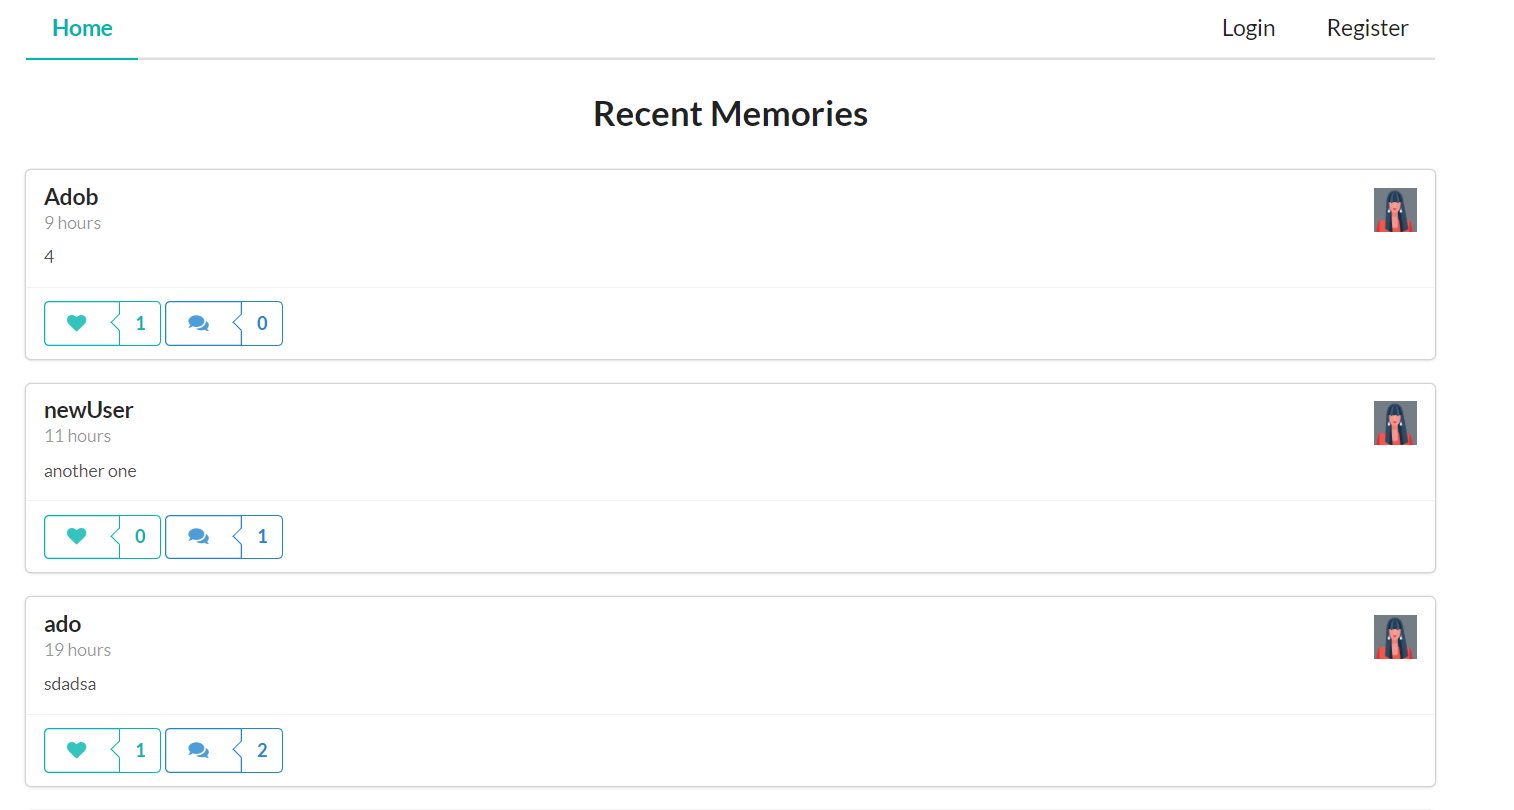 Home Login Register
Recent Memories
Adob
9 hours
4
1 0
newUser
11 hours
another one
0 1
ado
19 hours
sdadsa
1 2